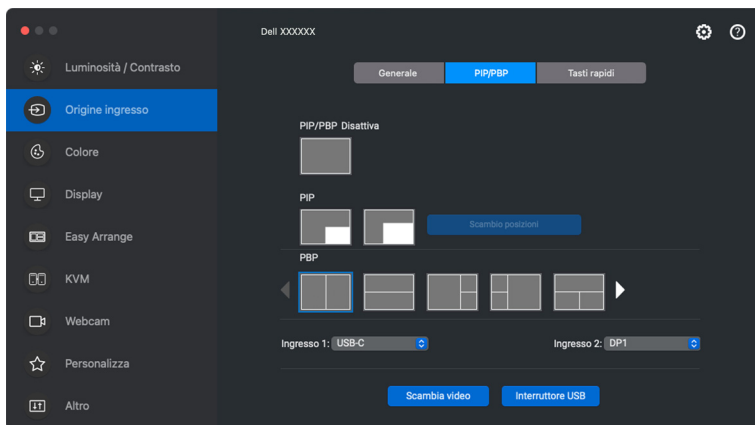 Dell XXXXXX
Luminosità / Contrasto
Origine ingresso
Colore
Display
Easy Arrange
KVM
Webcam
Personalizza
Altro
Generale
PIP/PBP
Tasti rapidi
PIP/PBP Disattiva
PIP
Scambio posizioni
PBP
Ingresso 1: USB-C
Ingresso 2: DP1
Scambia video
Interruttore USB